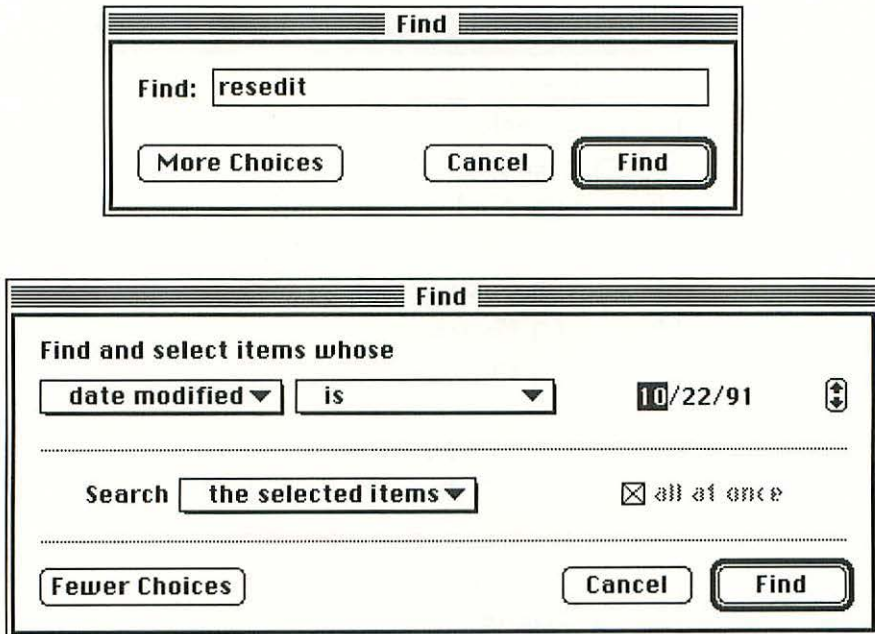 Find
Find: resedit
More Choices Cancel Find
Find
Find and select items whose
date modified is 10/22/91
Search the selected items all at once
Fewer Choices Cancel Find